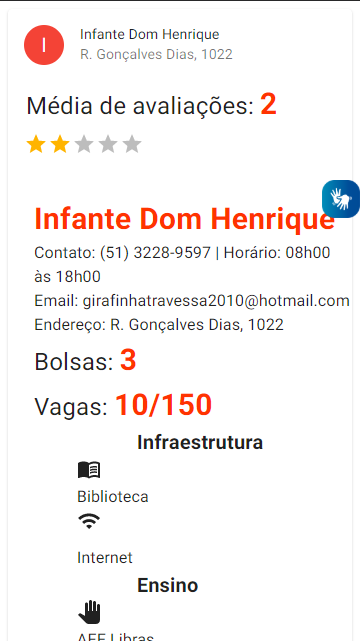 I
Infante Dom Henrique
R. Gonçalves Dias, 1022
Média de avaliações: 2
Infante Dom Henrique
Contato: (51) 3228-9597 | Horário: 08h00
às 18h00
Email: girafinhatravessa2010@hotmail.com
Endereço: R. Gonçalves Dias, 1022
Bolsas: 3
Vagas: 10/150
Infraestrutura
Biblioteca
Internet
Ensino
AEE Libras